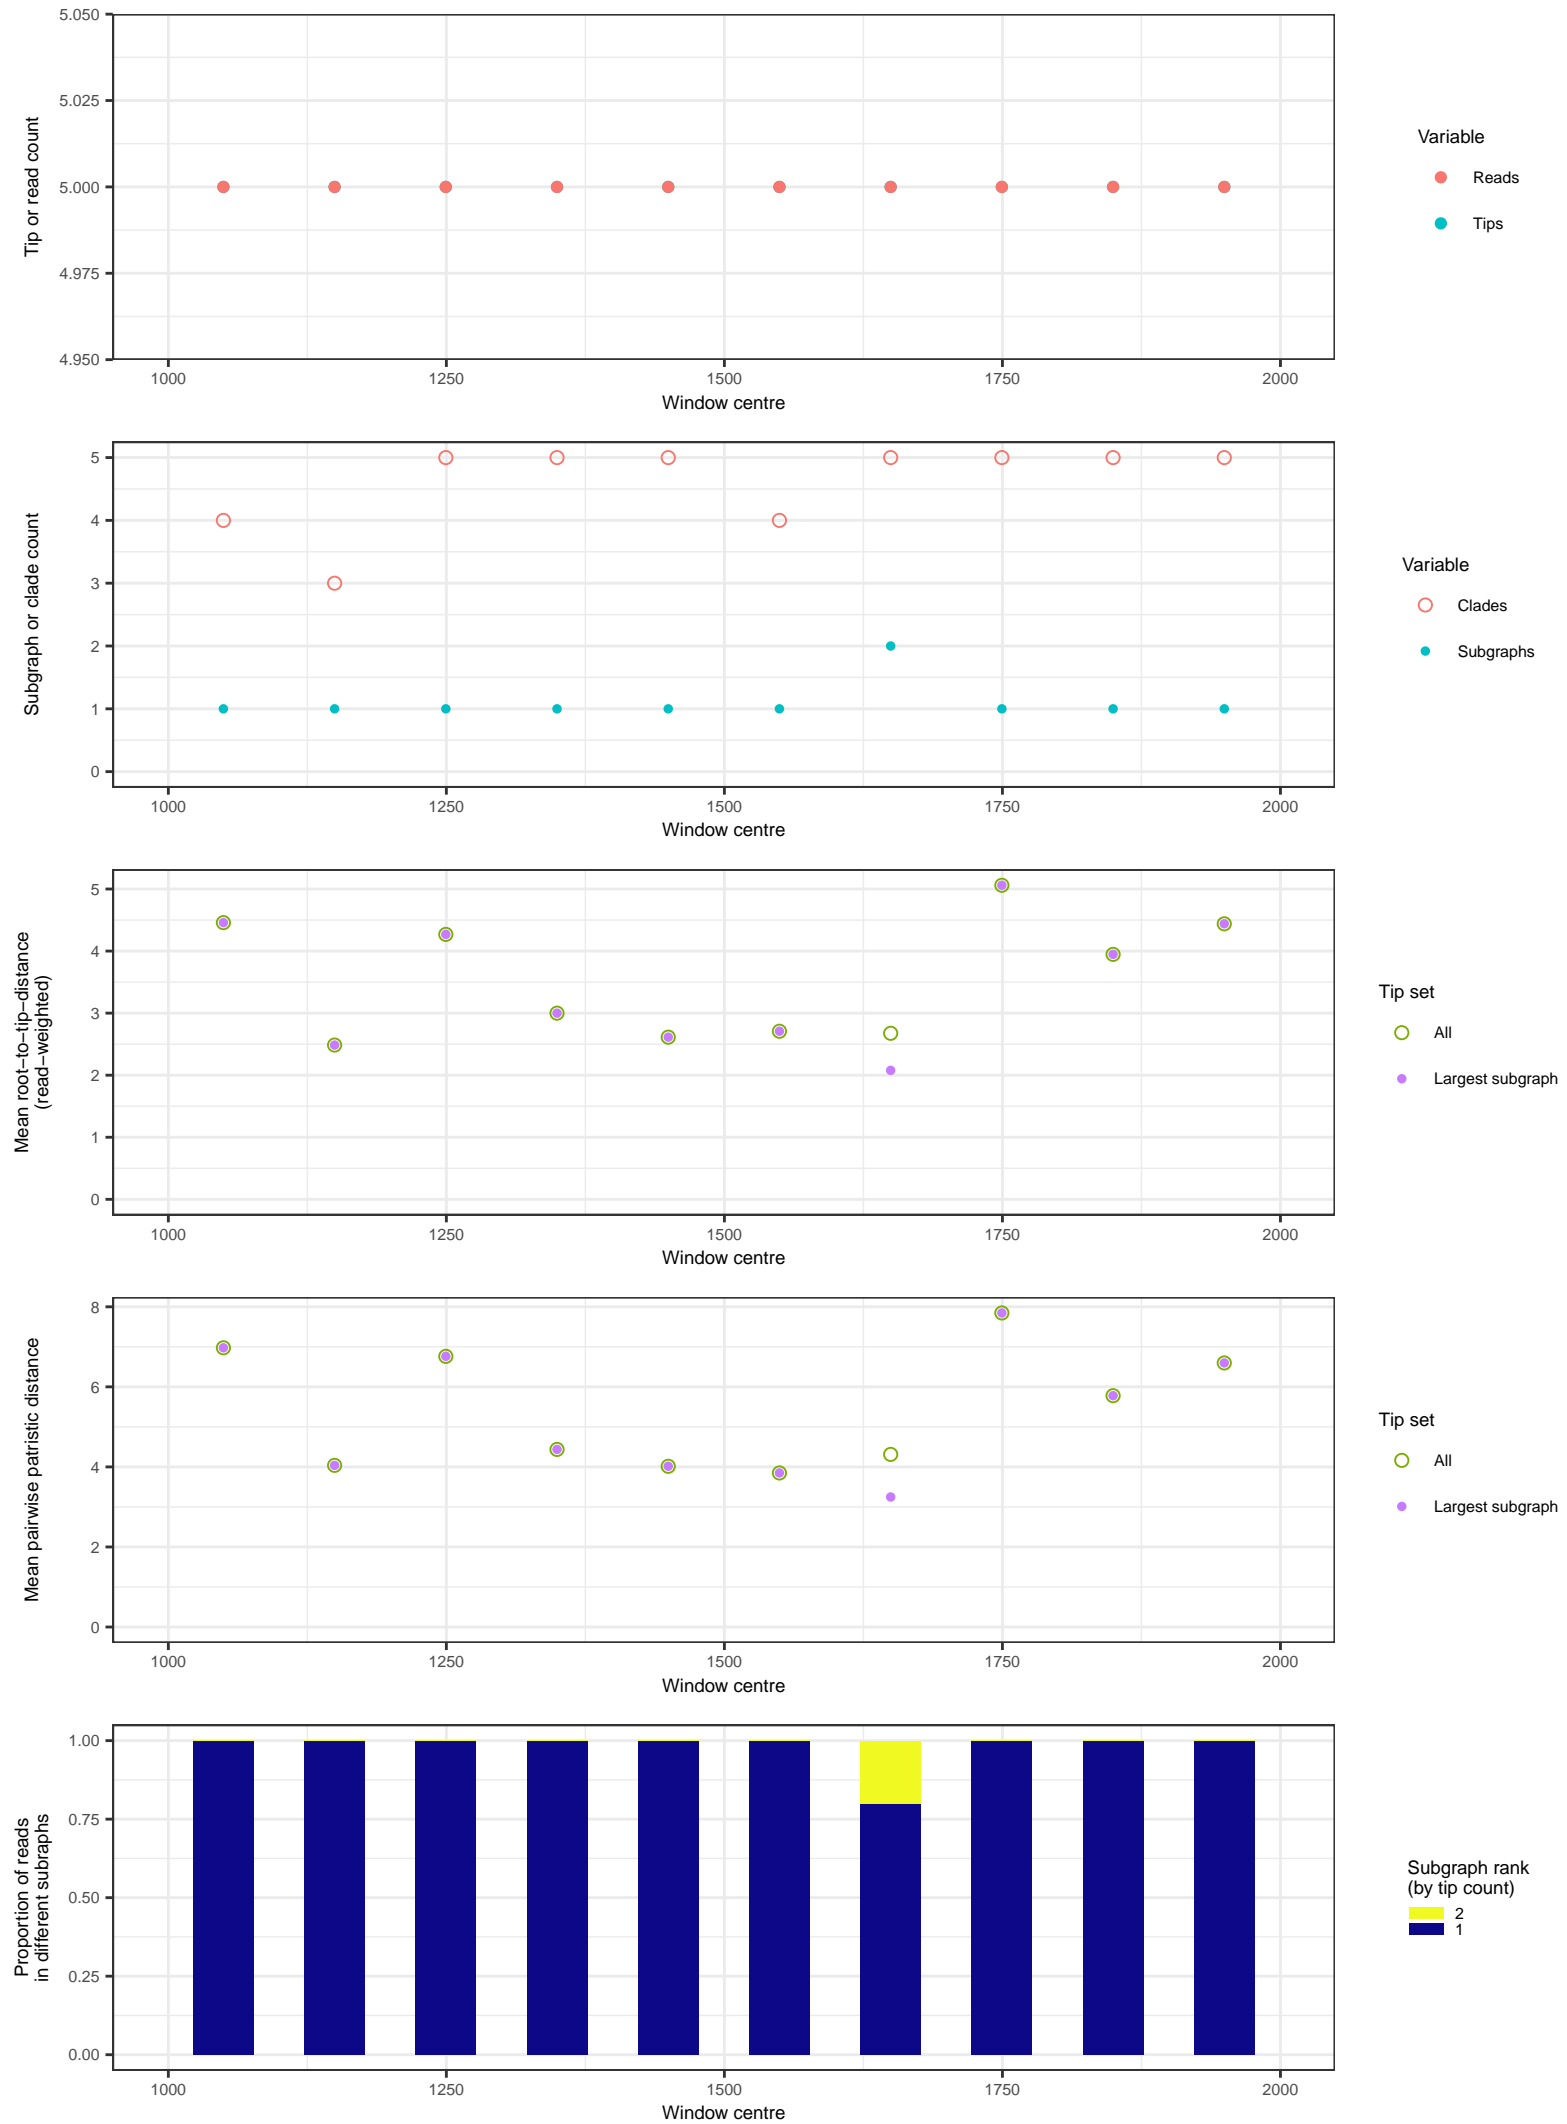 5.050
5.025
5.000
4.975
4.950
Tip or read count
1000 1250 1500 1750 2000
Window centre
Variable
Reads
Tips
5
4
3
2
1
0
Subgraph or clade count
1000 1250 1500 1750 2000
Window centre
Variable
Clades
Subgraphs
5
4
3
2
1
0
Mean root−to−tip−distance
(read−weighted)
1000 1250 1500 1750 2000
Window centre
Tip set
All
Largest subgraph
8
6
4
2
0
Mean pairwise patristic distance
1000 1250 1500 1750 2000
Window centre
Tip set
All
Largest subgraph
1.00
0.75
0.50
0.25
0.00
Proportion of reads
in different subraphs
1000 1250 1500 1750 2000
Window centre
Subgraph rank
(by tip count)
2
1